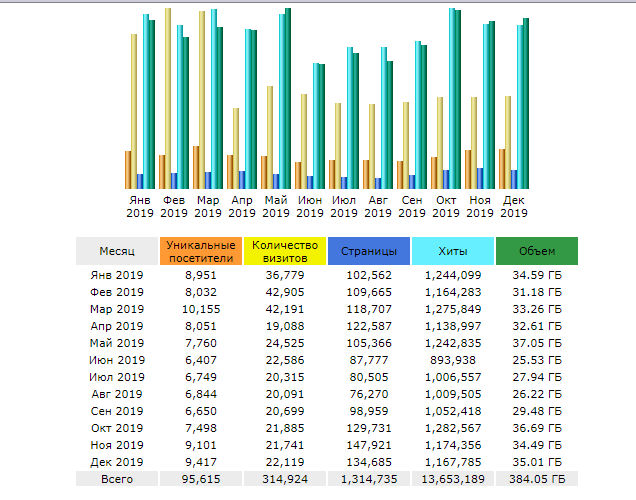 Янв Фев Мар Апр Май Июн Июл Авг Сен Окт Ноя Дек
2019 2019 2019 2019 2019 2019 2019 2019 2019 2019 2019 2019
Месяц Уникальные посетители Количество визитов Страницы Хиты Объем
Янв 2019 8,951 36,779 102,562 1,244,099 34.59 ГБ
Фев 2019 8,032 42,905 109,665 1,164,283 31.18 ГБ
Мар 2019 10,155 42,191 118,707 1,275,849 33.26 ГБ
Апр 2019 8,051 19,088 122,587 1,138,997 32.61 ГБ
Май 2019 7,760 24,525 105,366 1,242,835 37.05 ГБ
Июн 2019 6,407 22,586 87,777 893,938 25.53 ГБ
Июл 2019 6,749 20,315 80,505 1,006,557 27.94 ГБ
Авг 2019 6,844 20,091 76,270 1,009,505 26.22 ГБ
Сен 2019 6,650 20,699 98,959 1,052,418 29.48 ГБ
Окт 2019 7,498 21,885 129,731 1,282,567 36.69 ГБ
Ноя 2019 9,101 21,741 147,921 1,174,356 34.49 ГБ
Дек 2019 9,417 22,119 134,685 1,167,785 35.01 ГБ
Всего 95,615 314,924 1,314,735 13,653,189 384.05 ГБ